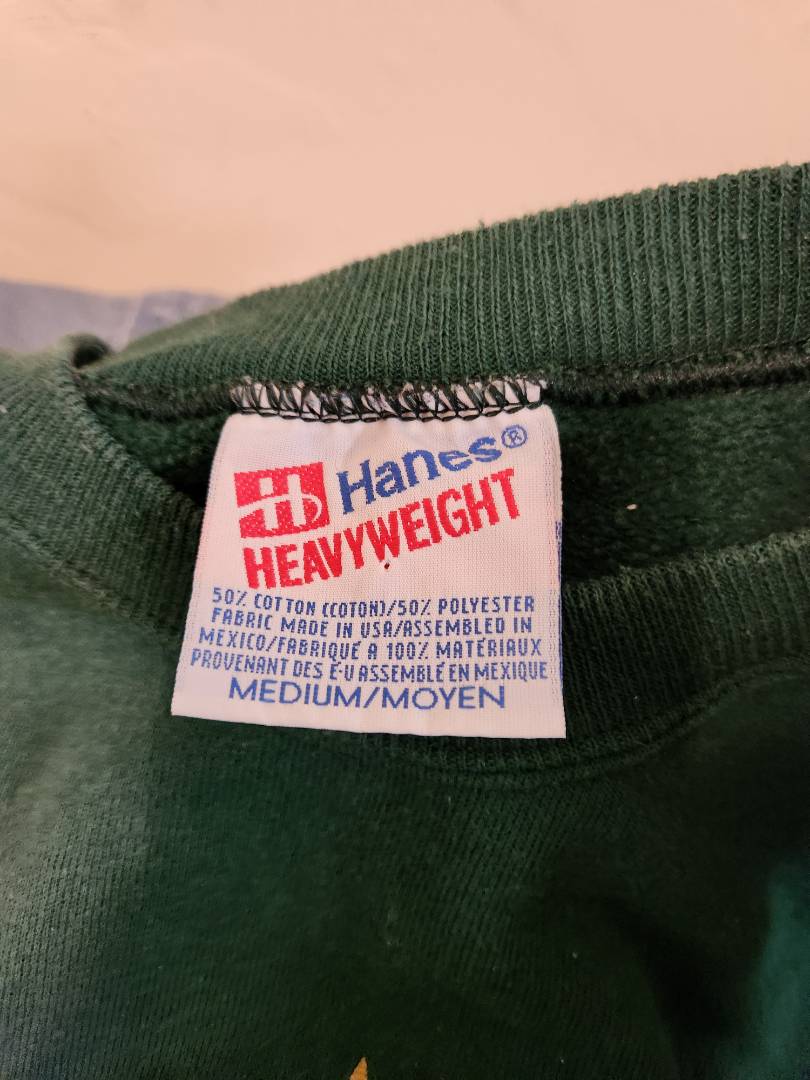 H Hanes®
HEAVYWEIGHT
50% COTTON (COTON)/50% POLYESTER
FABRIC MADE IN USA/ASSEMBLED IN
MEXICO/FABRIQUÉ A 100% MATÉRIAUX
PROVENANT DES É-U ASSEMBLÉ EN MEXIQUE
MEDIUM/MOYEN